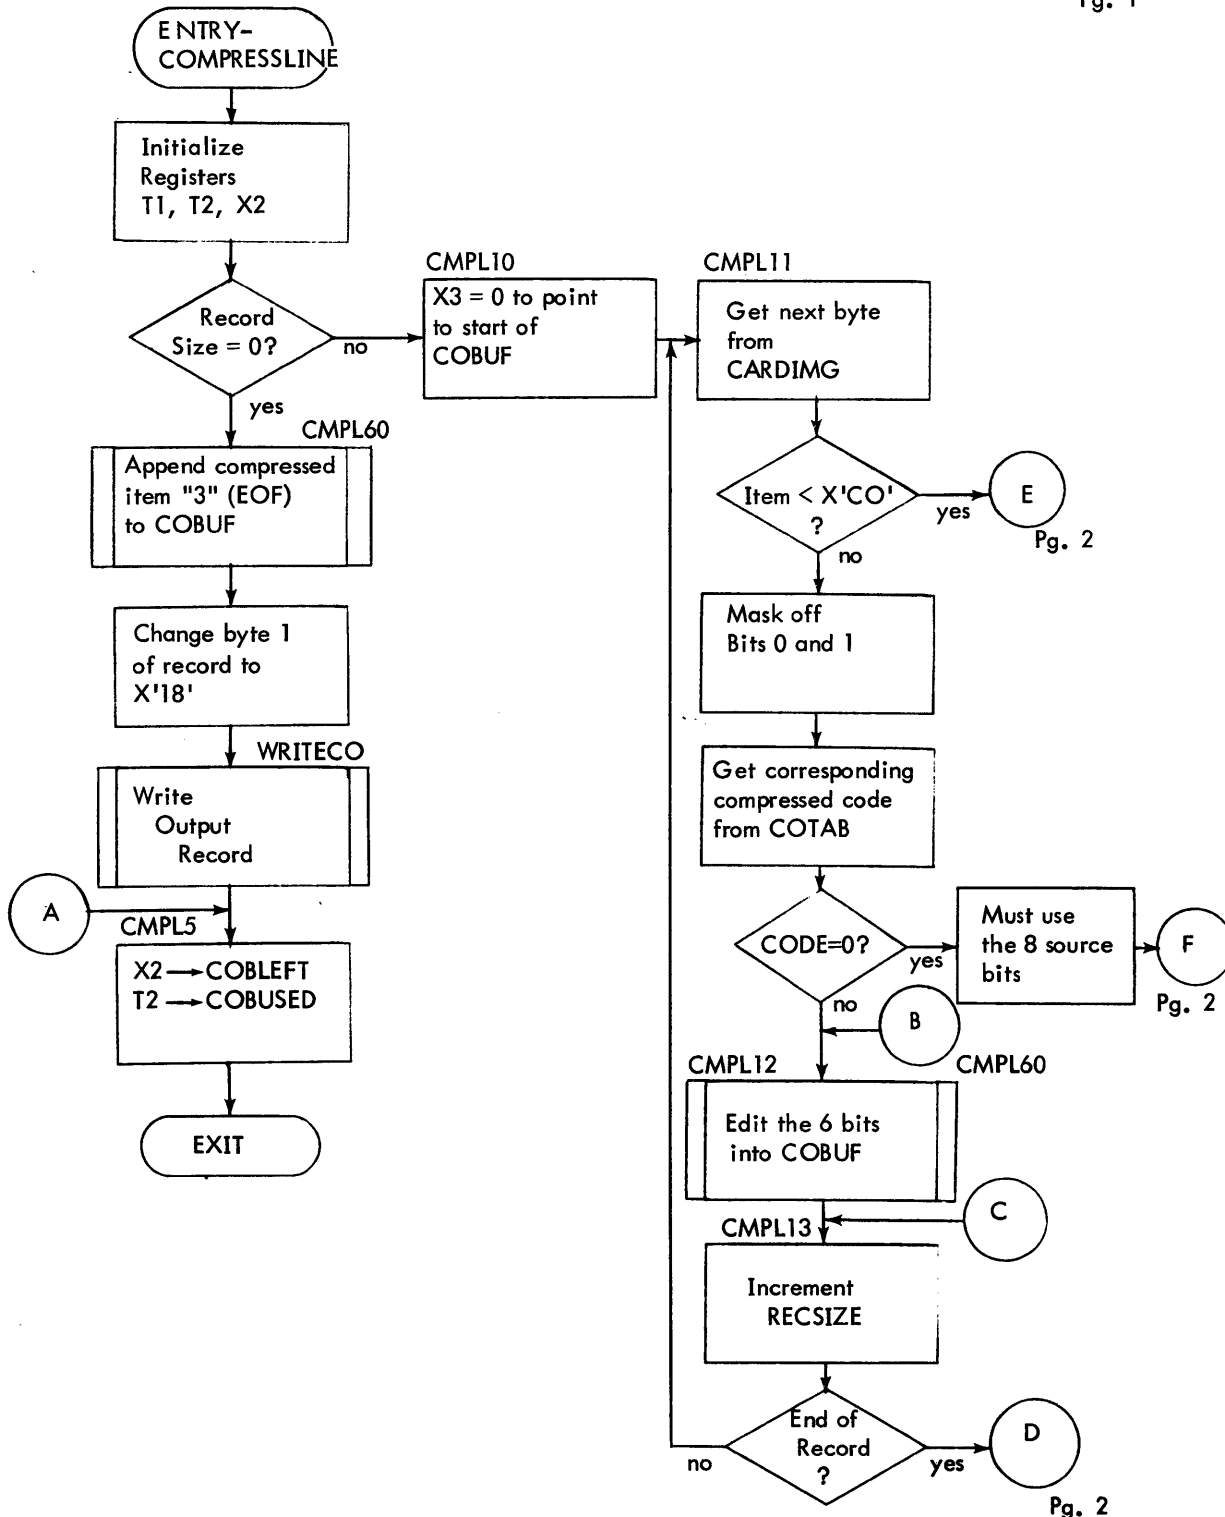 Pg. 1
ENTRY-
COMPRESSLINE
Initialize
Registers
T1, T2, X2
Record
Size = 0?
no
yes
CMPL60
Append compressed
item "3" (EOF)
to COBUF
Change byte 1
of record to
X'18'
WRITECO
Write
Output
Record
A
CMPL5
X2→COBLEFT
T2→COBUSED
EXIT
CMPL10
X3 = 0 to point
to start of
COBUF
CMPL11
Get next byte
from
CARDIMG
Item < X'CO'
?
yes
E
Pg. 2
no
Mask off
Bits 0 and 1
Get corresponding
compressed code
from COTAB
CODE=0?
yes
Must use
the 8 source
bits
F
Pg. 2
no
B
CMPL12
CMPL60
Edit the 6 bits
into COBUF
C
CMPL13
Increment
RECSIZE
End of
Record
?
no
yes
D
Pg. 2